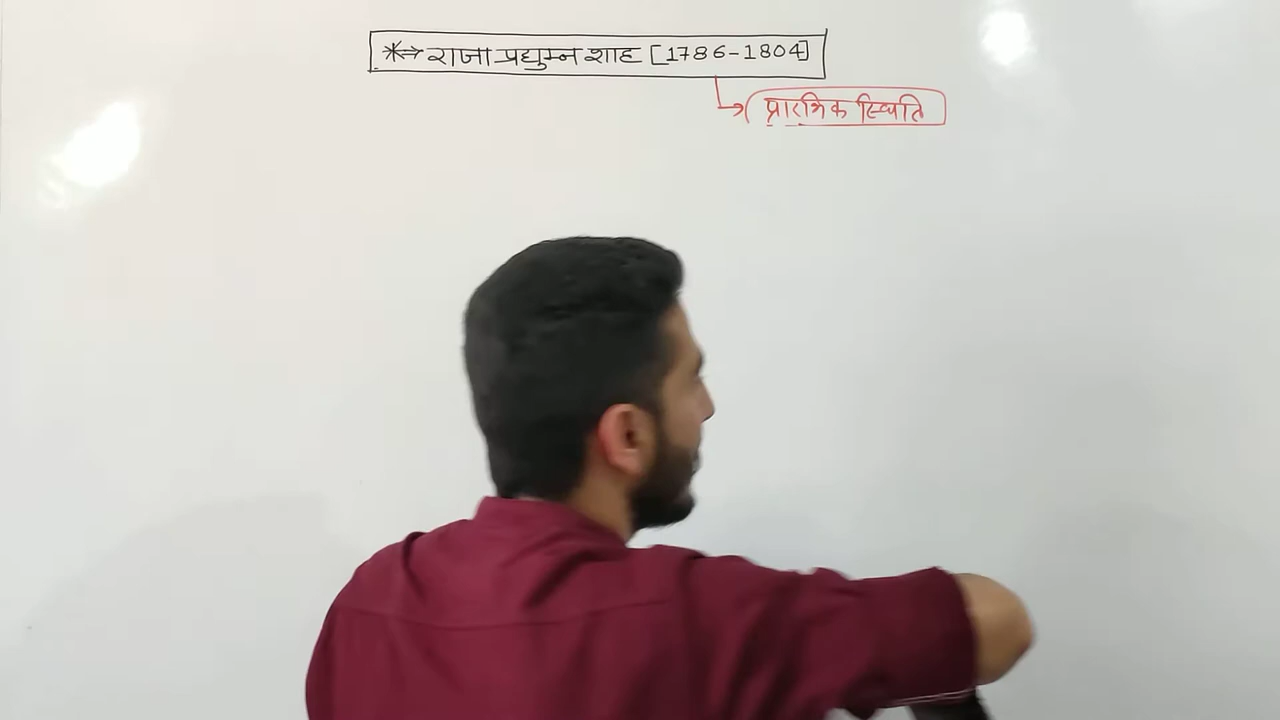 *⇒ राजा प्रद्युम्न शाह [1786-1804]
प्रारंभिक स्थिति